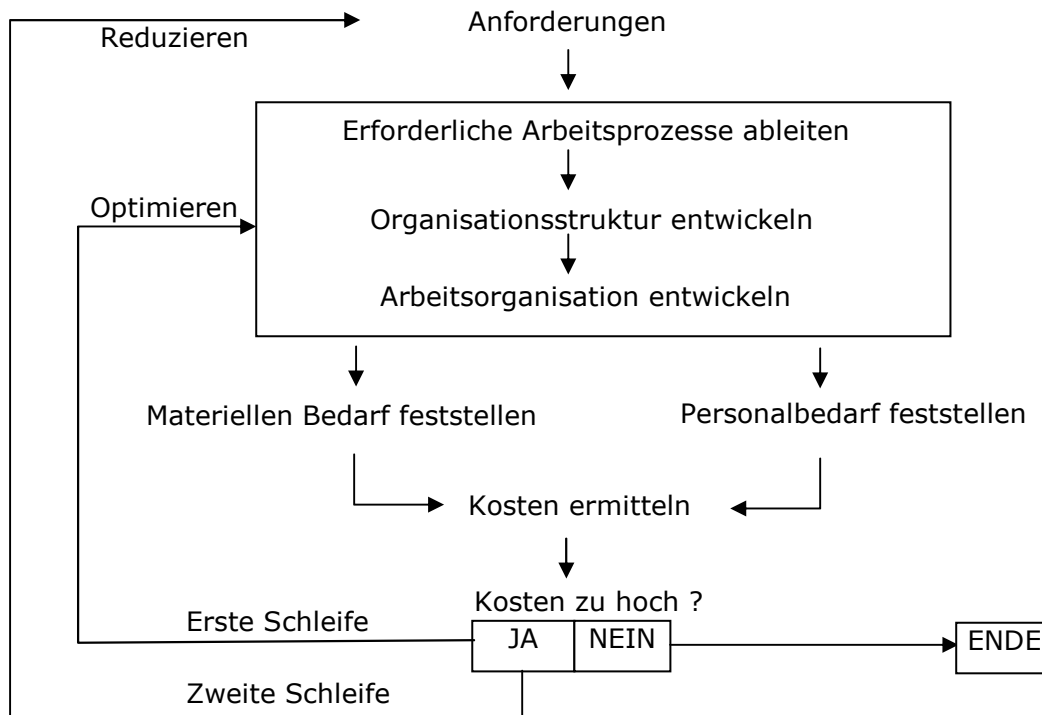 Anforderungen
Reduzieren
Erforderliche Arbeitsprozesse ableiten
Optimieren
Organisationsstruktur entwickeln
Arbeitsorganisation entwickeln
Materiellen Bedarf feststellen
Personalbedarf feststellen
Kosten ermitteln
Kosten zu hoch ?
Erste Schleife
JA
NEIN
ENDE
Zweite Schleife